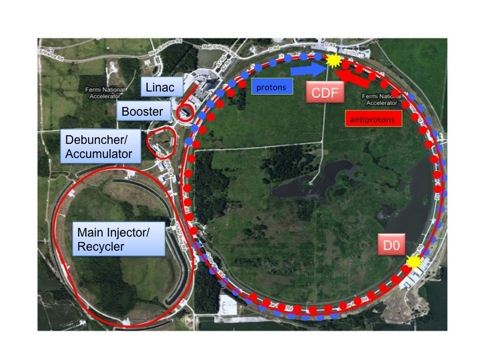 Linac
Booster
Debuncher/
Accumulator
Main Injector/
Recycler
Fermi National
Accelerator
protons
CDF
Fermi National
Accelerator
antiprotons
D0